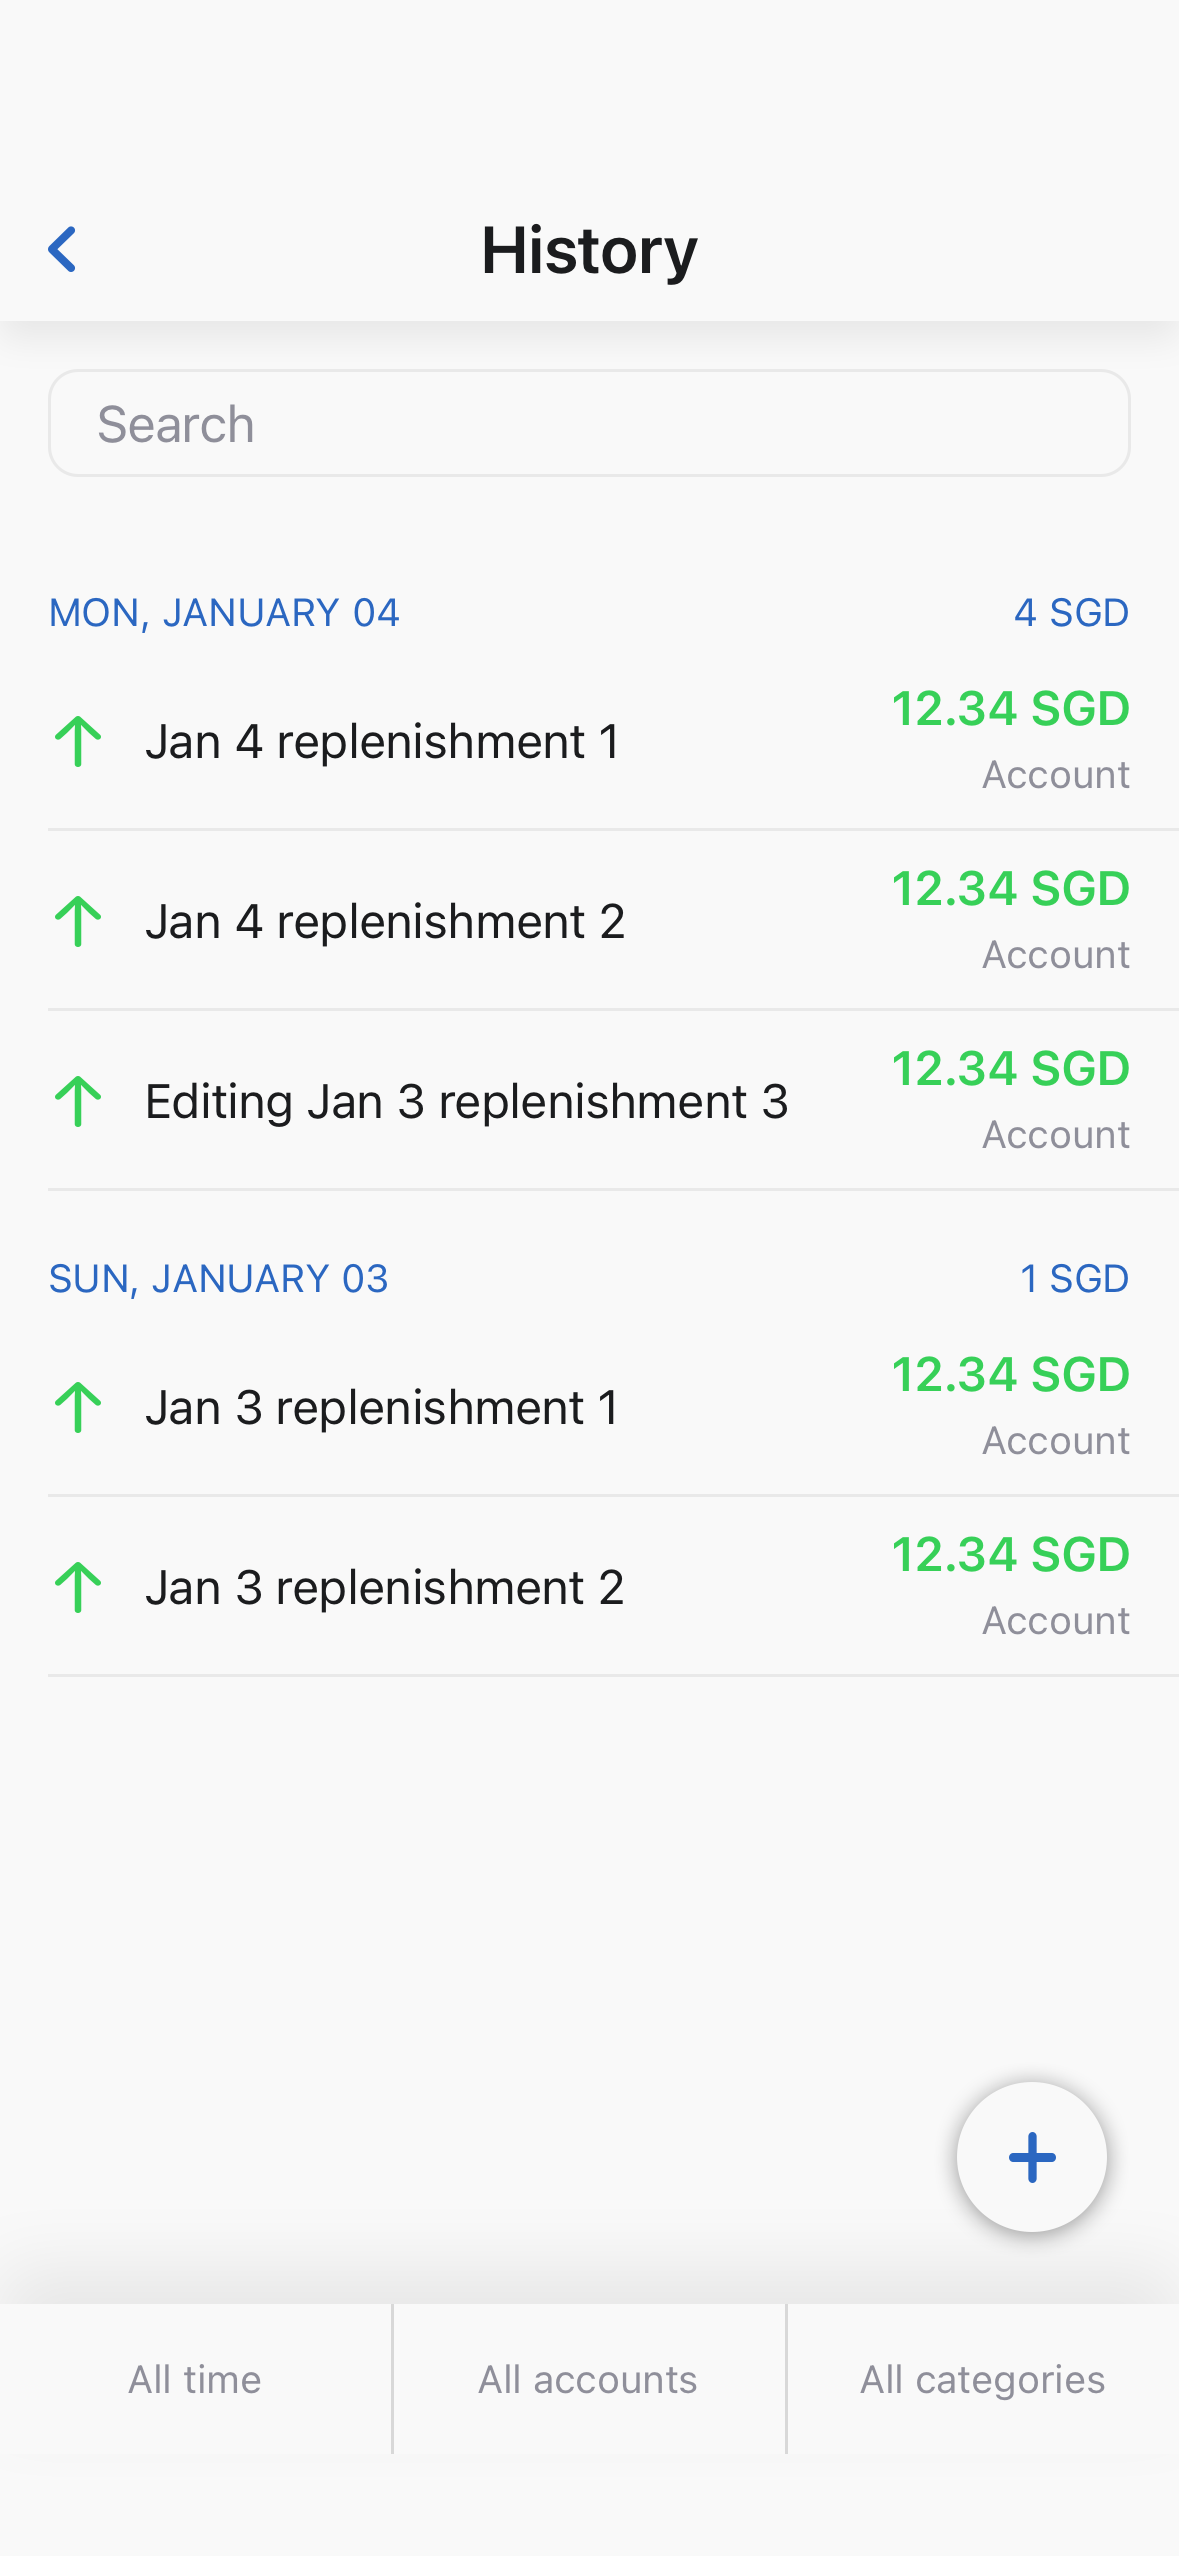 History
Search
MON, JANUARY 04 4 SGD
Jan 4 replenishment 1 12.34 SGD
Account
Jan 4 replenishment 2 12.34 SGD
Account
Editing Jan 3 replenishment 3 12.34 SGD
Account
SUN, JANUARY 03 1 SGD
Jan 3 replenishment 1 12.34 SGD
Account
Jan 3 replenishment 2 12.34 SGD
Account
All time All accounts All categories